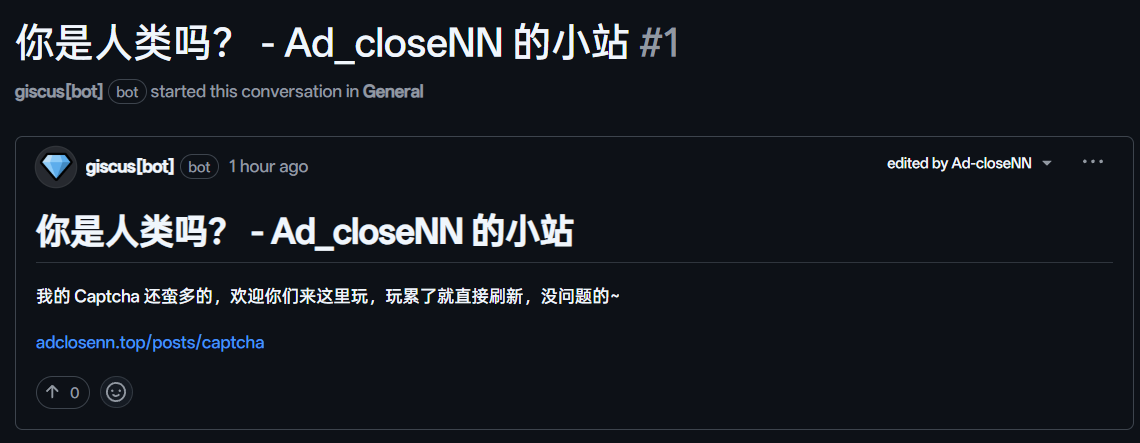 你是人类吗？ - Ad_closeNN 的小站 #1
giscus[bot] bot started this conversation in General
giscus[bot] bot 1 hour ago edited by Ad-closeNN
你是人类吗？ - Ad_closeNN 的小站
我的 Captcha 还蛮多的，欢迎你们来这里玩，玩累了就直接刷新，没问题的~
adclosenn.top/posts/captcha
0